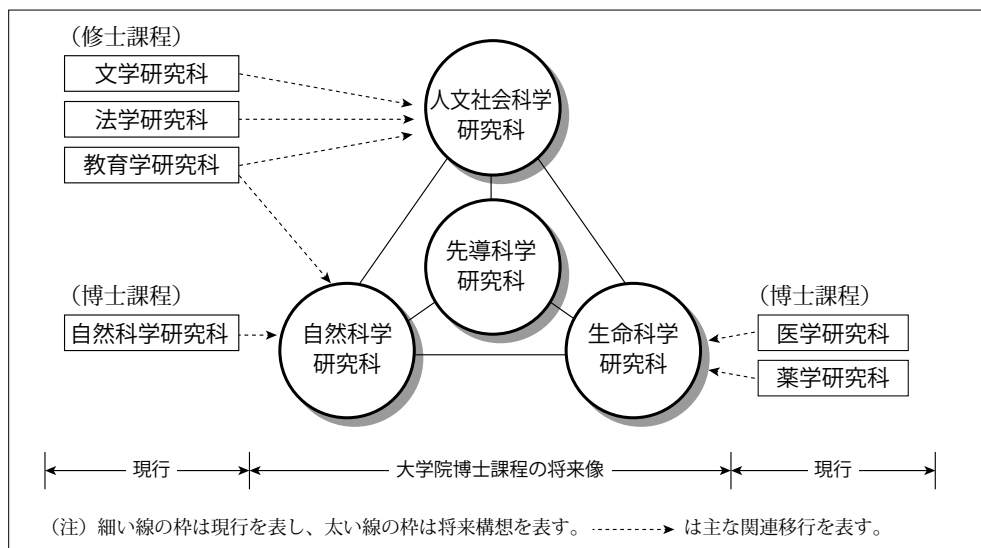 （修士課程）
文学研究科
法学研究科
教育学研究科
人文社会科学
研究科
先導科学
研究科
（博士課程）
自然科学研究科
自然科学
研究科
生命科学
研究科
（博士課程）
医学研究科
薬学研究科
現行
大学院博士課程の将来像
現行
（注）細い線の枠は現行を表し、太い線の枠は将来構想を表す。 は主な関連移行を表す。